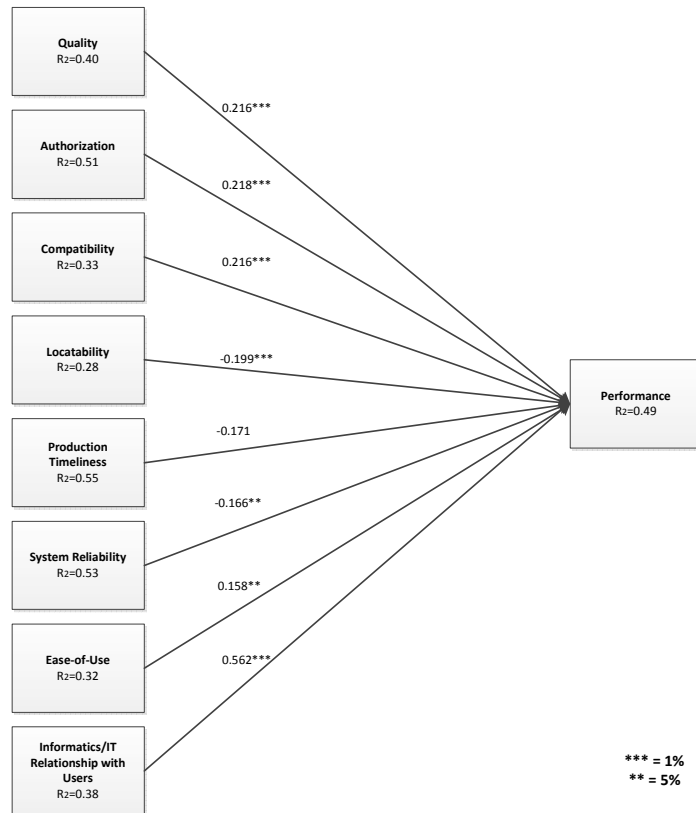 Quality
R2=0.40
0.216***
Authorization
R2=0.51
0.218***
Compatibility
R2=0.33
0.216***
Locatability
R2=0.28
-0.199***
Performance
R2=0.49
Production
Timeliness
R2=0.55
-0.171
System Reliability
R2=0.53
-0.166**
Ease-of-Use
R2=0.32
0.158**
0.562***
Informatics/IT
Relationship with
Users
R2=0.38
*** = 1%
** = 5%